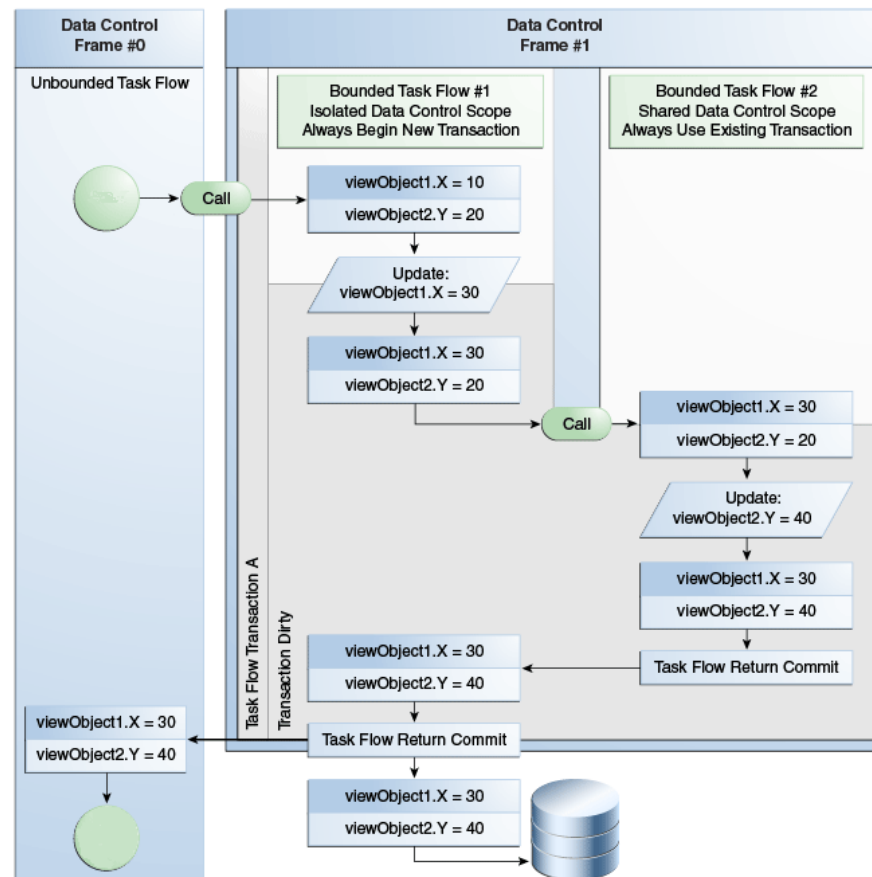 Data Control
Frame #0
Data Control
Frame #1
Unbounded Task Flow
Bounded Task Flow #1
Isolated Data Control Scope
Always Begin New Transaction
Bounded Task Flow #2
Shared Data Control Scope
Always Use Existing Transaction
Call
viewObject1.X = 10
viewObject2.Y = 20
Update:
viewObject1.X = 30
viewObject1.X = 30
viewObject2.Y = 20
Call
viewObject1.X = 30
viewObject2.Y = 20
Update:
viewObject2.Y = 40
viewObject1.X = 30
viewObject2.Y = 40
Task Flow Return Commit
Task Flow Transaction A
Transaction Dirty
viewObject1.X = 30
viewObject2.Y = 40
Task Flow Return Commit
viewObject1.X = 30
viewObject2.Y = 40
viewObject1.X = 30
viewObject2.Y = 40